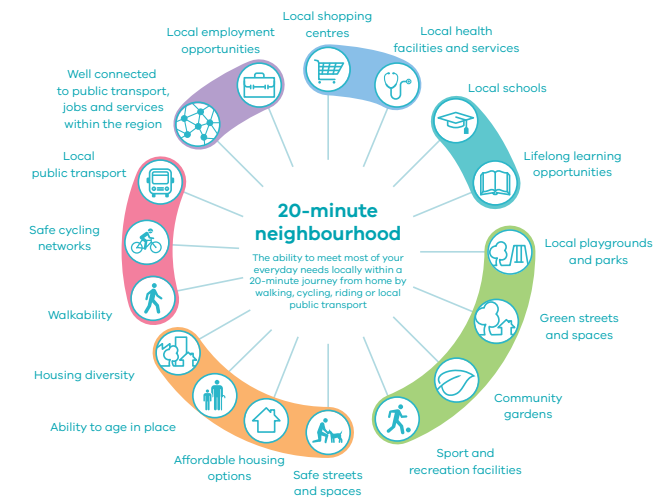 Local shopping
centres
Local health
facilities and services
Local schools
Lifelong learning
opportunities
Local playgrounds
and parks
Green streets
and spaces
Community
gardens
Sport and
recreation facilities
Safe streets
and spaces
Affordable housing
options
Ability to age in place
Housing diversity
Walkability
Safe cycling
networks
Local
public transport
Well connected
to public transport,
jobs and services
within the region
Local employment
opportunities
20-minute
neighbourhood
The ability to meet most of your
everyday needs locally within a
20-minute journey from home by
walking, cycling, riding or local
public transport